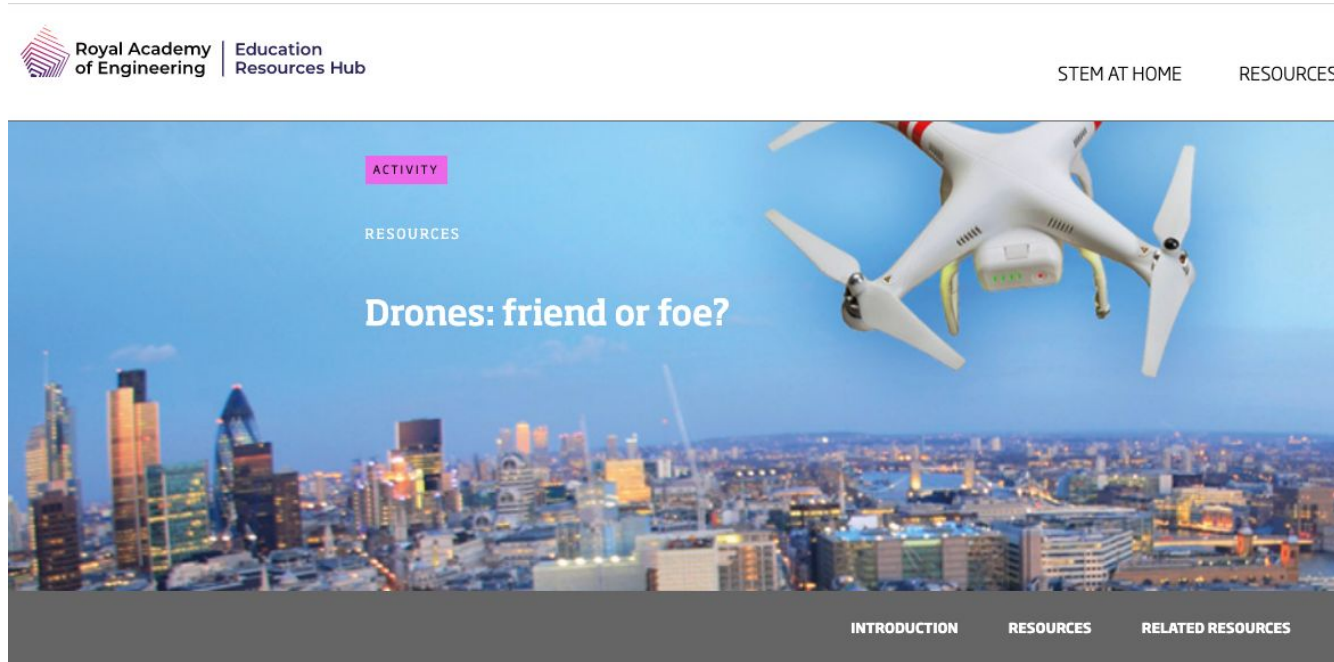 Royal Academy
of Engineering
Education
Resources Hub
STEM AT HOME
RESOURCES
ACTIVITY
RESOURCES
Drones: friend or foe?
INTRODUCTION
RESOURCES
RELATED RESOURCES